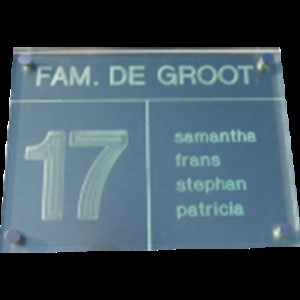 FAM. DE GROOT
17
samantha
frans
stephan
patricia